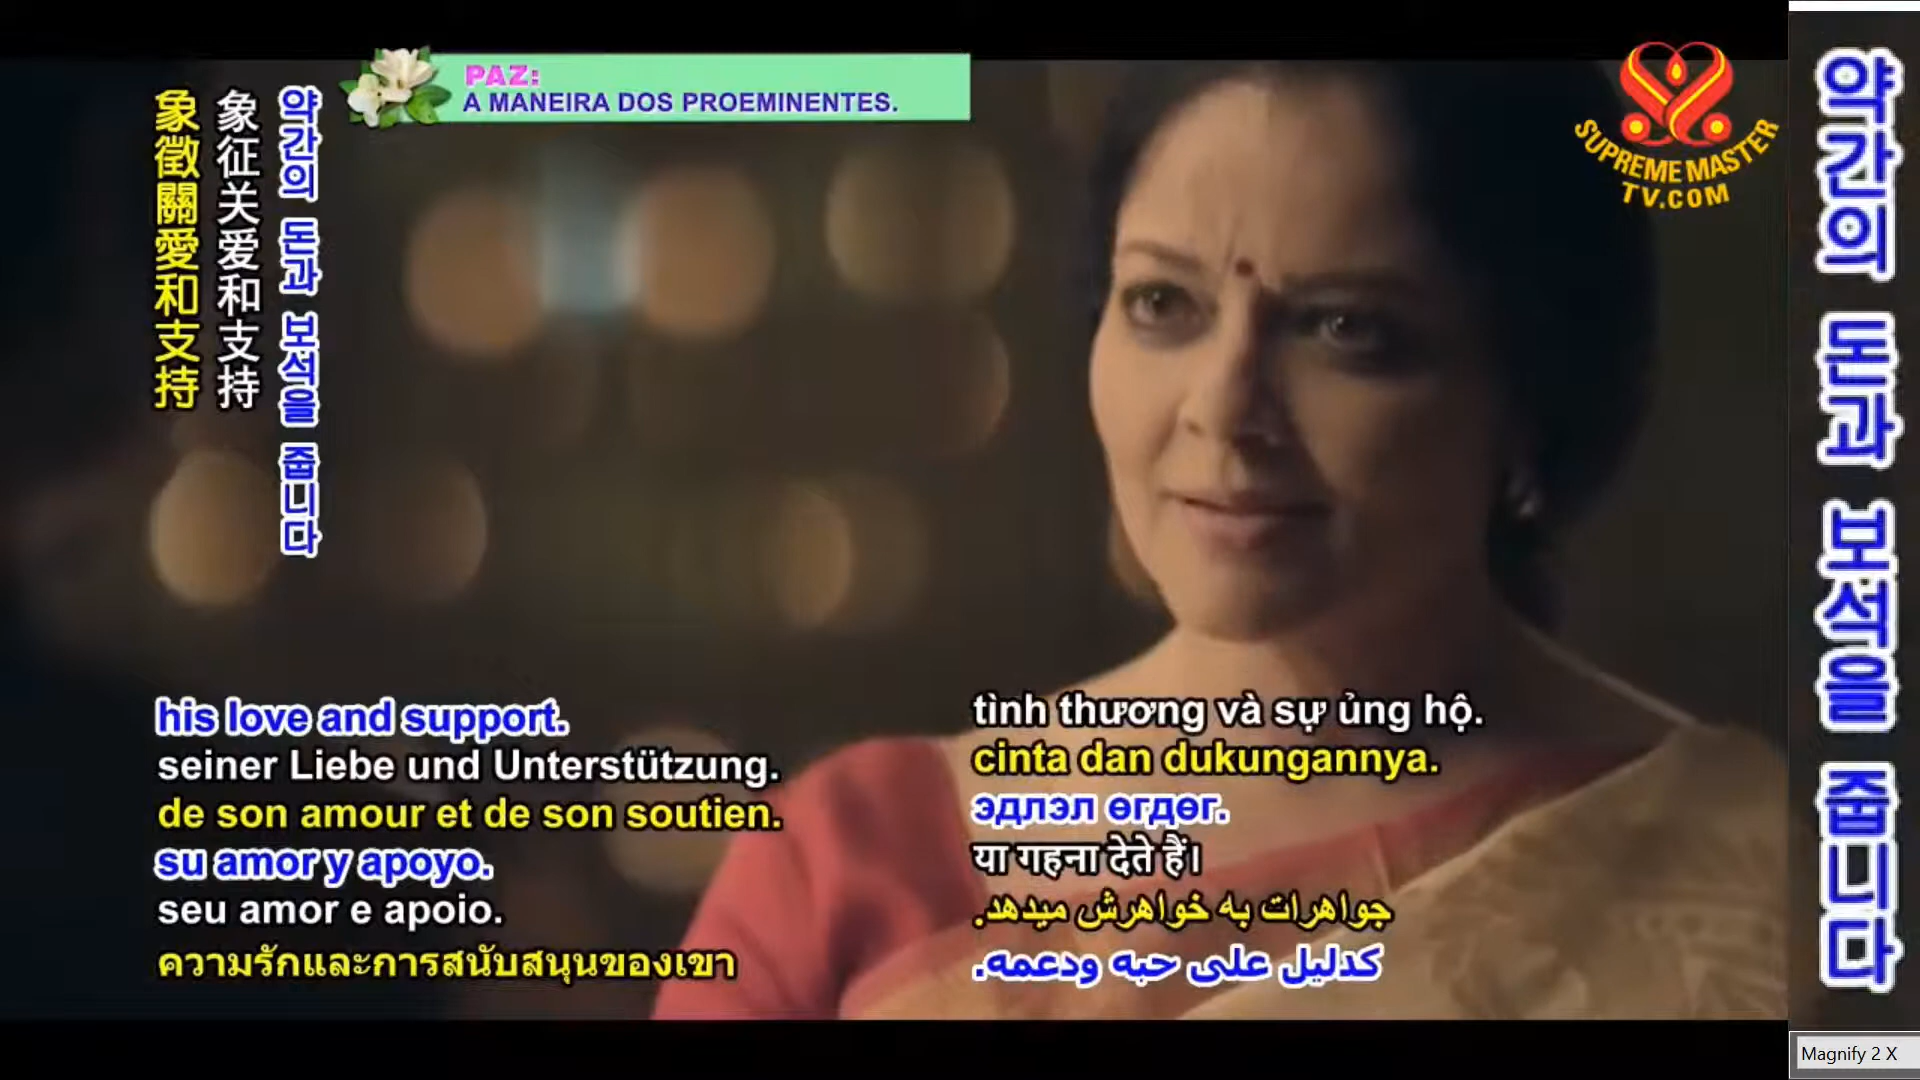 PAZ:
A MANEIRA DOS PROEMINENTES.
SUPREME MASTER
TV.COM
약간의 돈과 보석을 줍니다
象征关爱和支持
象徵關愛和支持
his love and support.
seiner Liebe und Unterstützung.
de son amour et de son soutien.
su amor y apoyo.
seu amor e apoio.
ความรักและการสนับสนุนของเขา
tình thương và sự ủng hộ.
cinta dan dukungannya.
эдлэл өгдөг.
या गहना देते हैं।
جواهرات به خواهرش میدهد.
كدليل على حبه ودعمه.
약간의 돈과 보석을 줍니다
Magnify 2 X